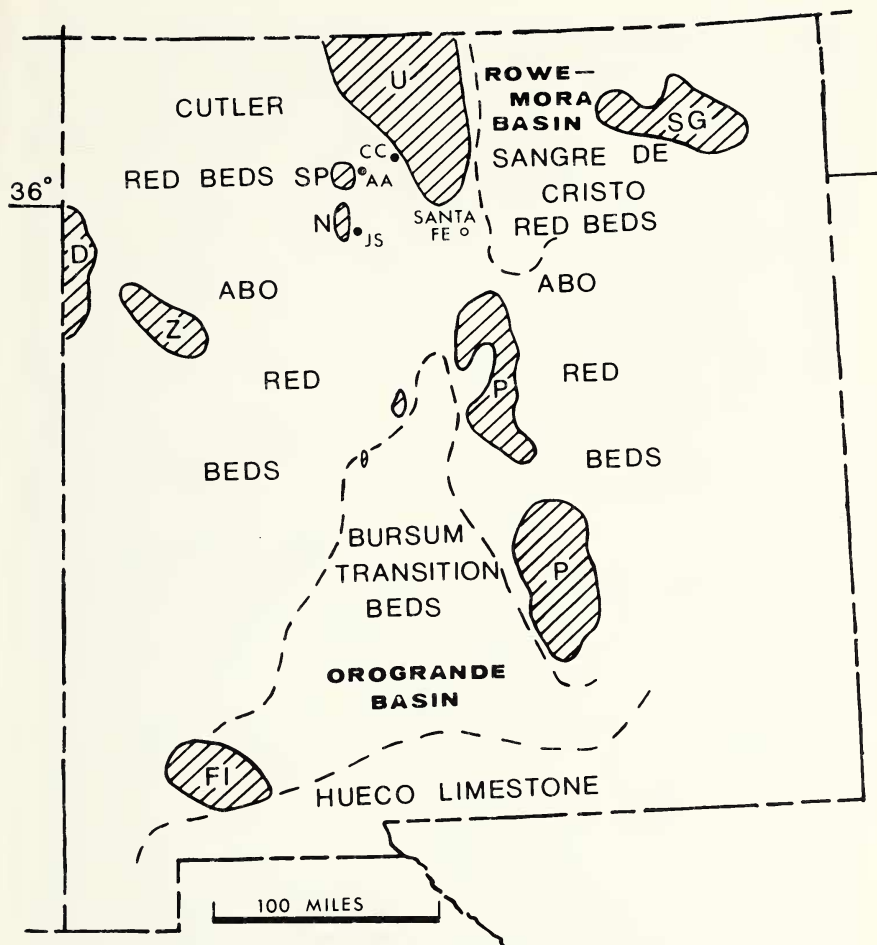 U
ROWE—
MORA
BASIN
SG
CUTLER
CC
SANGRE DE
RED BEDS SP AA
CRISTO
36°
N JS
SANTA
FE
RED BEDS
D
ABO
ABO
Z
RED
P
RED
BEDS
BEDS
BURSUM
TRANSITION
BEDS
P
OROGRANDE
BASIN
FI
HUECO LIMESTONE
100 MILES